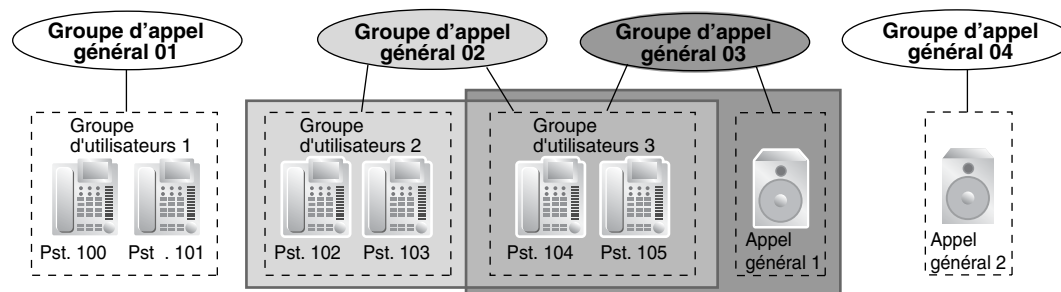 Groupe d'appel
général 01
Groupe d'appel
général 02
Groupe d'appel
général 03
Groupe d'appel
général 04
Groupe
d'utilisateurs 1
Groupe
d'utilisateurs 2
Groupe
d'utilisateurs 3
Pst. 100
Pst . 101
Pst. 102
Pst. 103
Pst. 104
Pst. 105
Appel
général 1
Appel
général 2